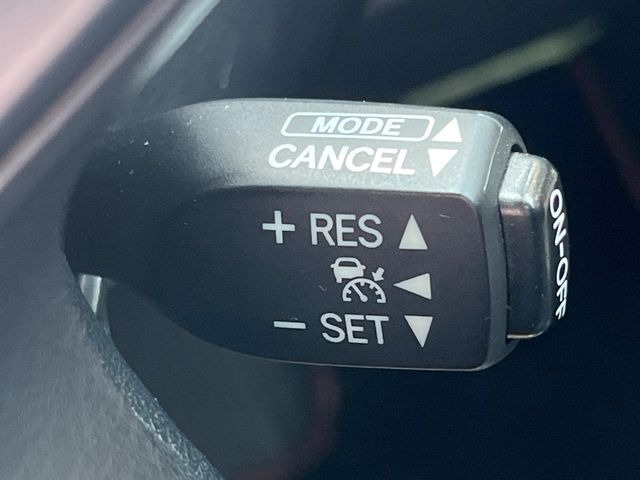 MODE ▲
CANCEL ▼
+ RES ▲
◀
− SET ▼
ON-OFF